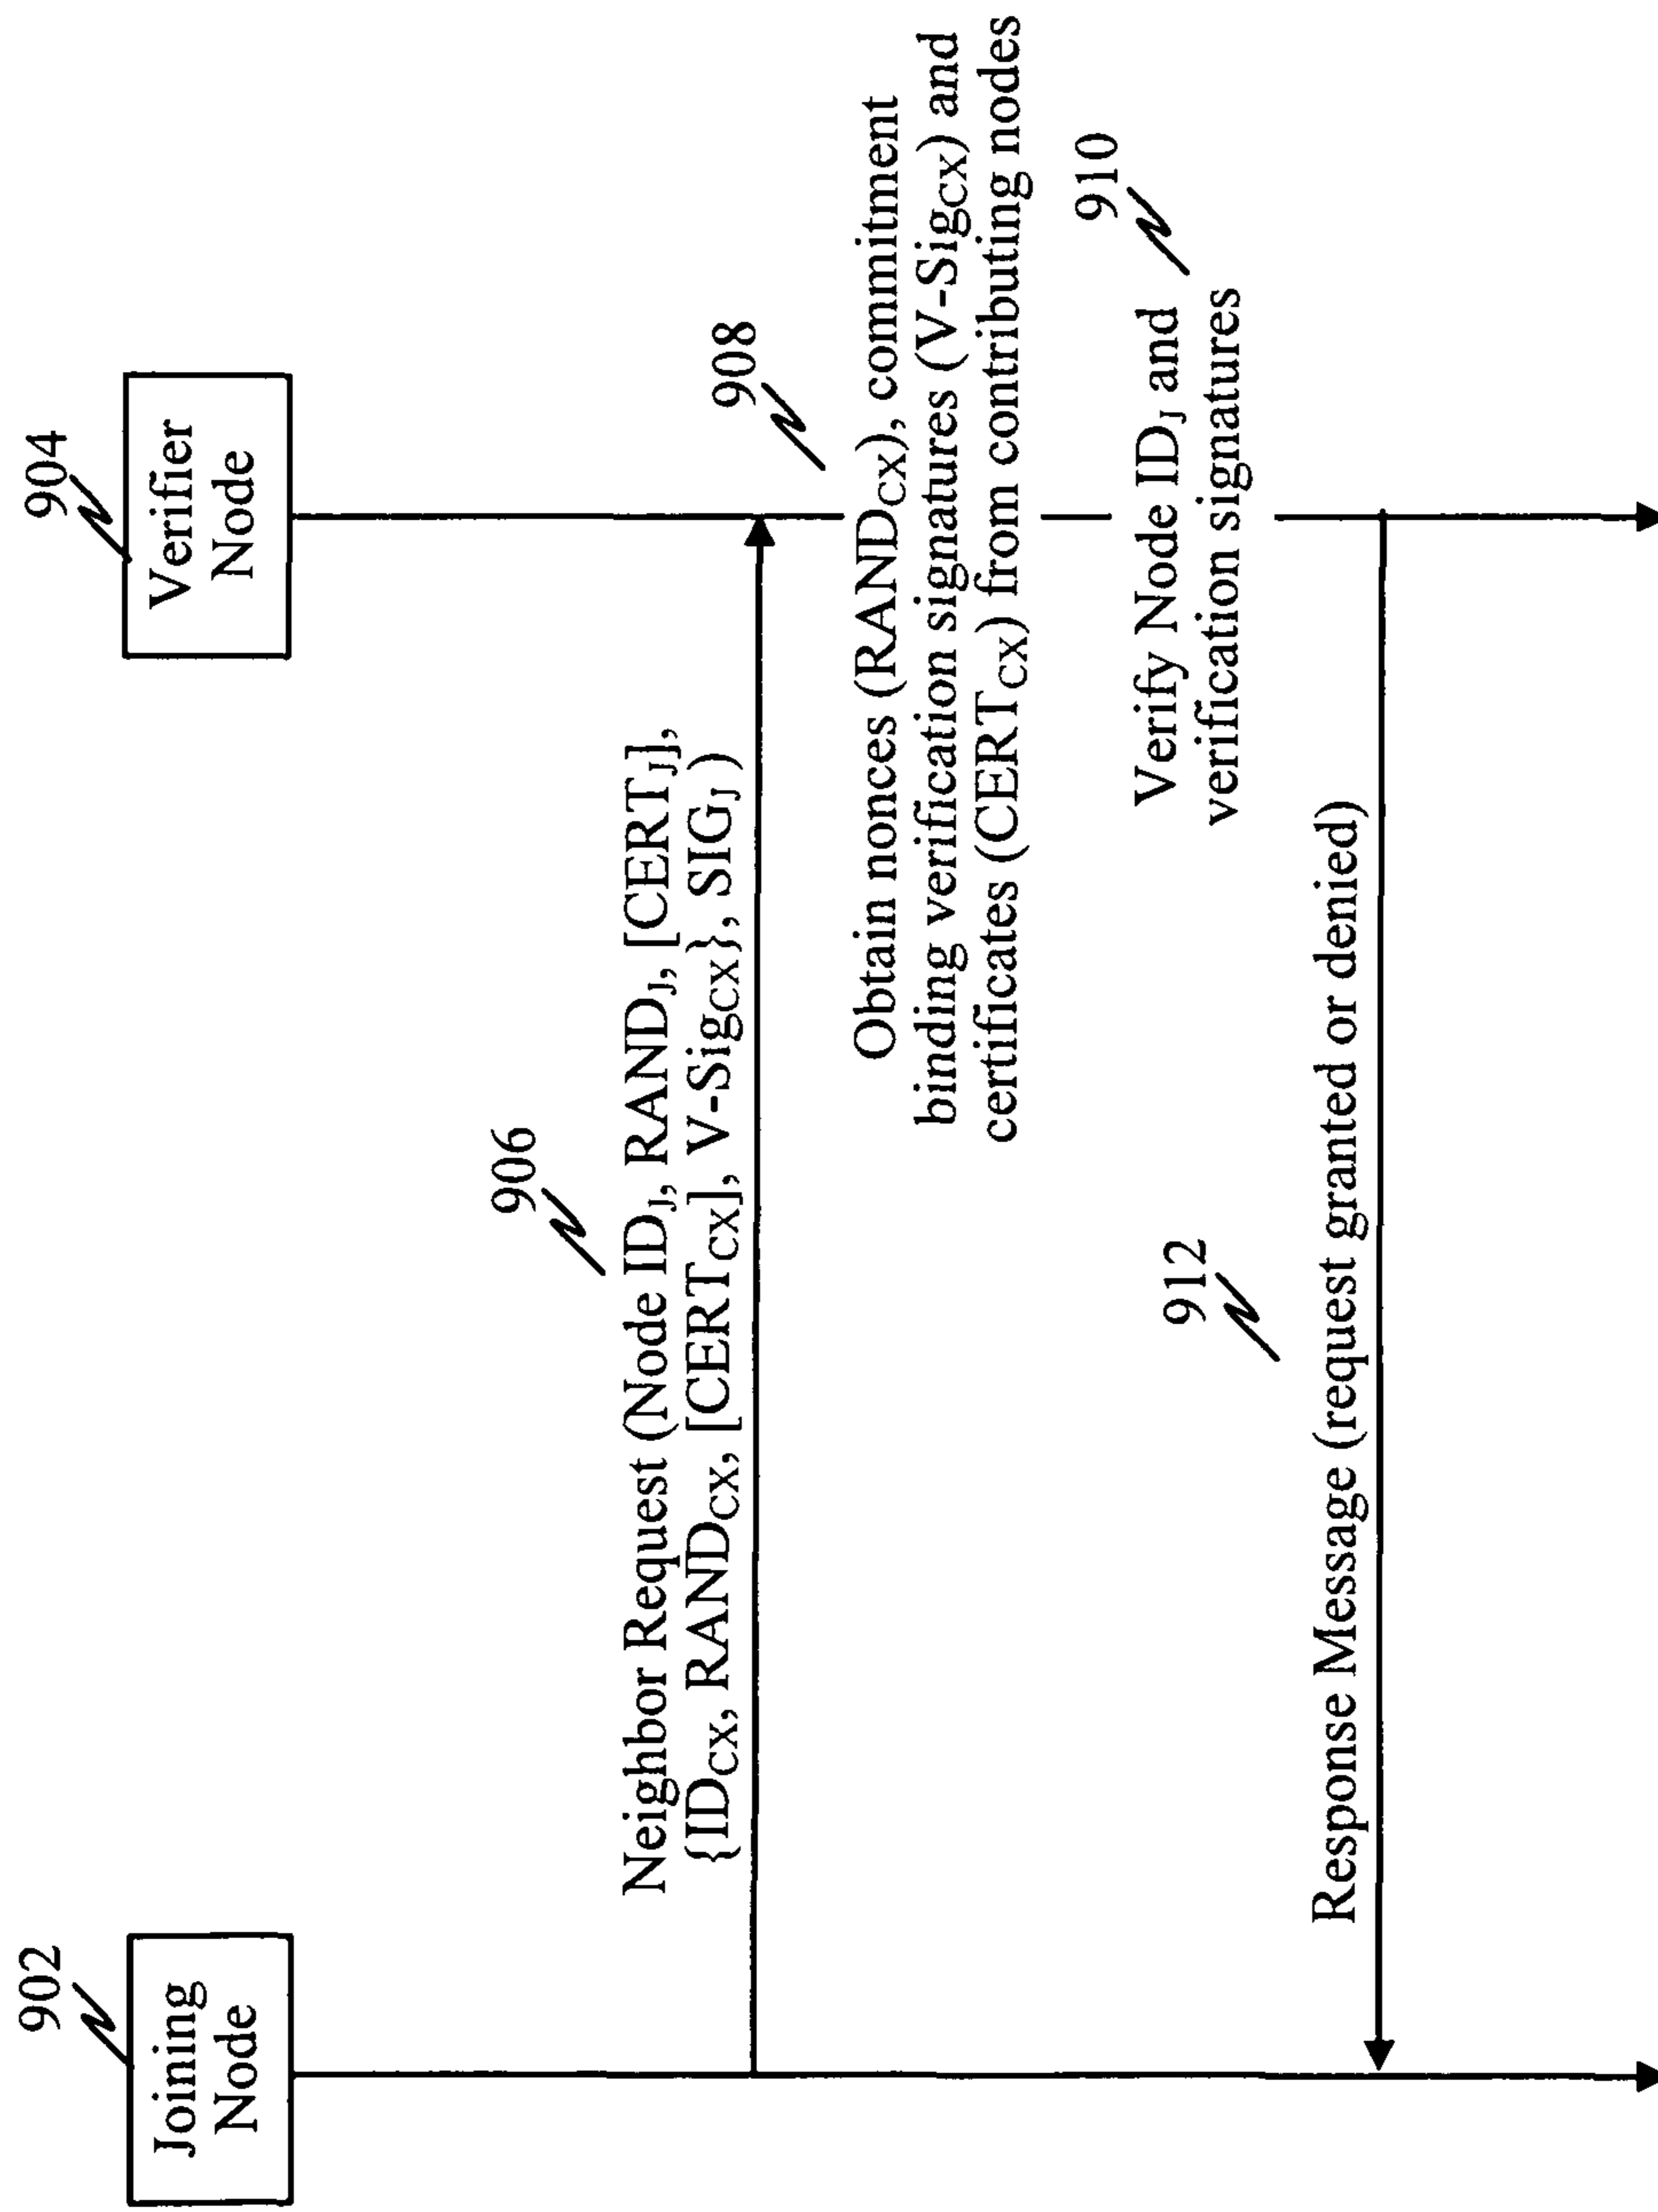 902
Joining
Node
904
Verifier
Node
906
Neighbor Request (Node ID_J, RAND_J, [CERT_J],
{ID_CX, RAND_CX, [CERT_CX], V-Sig_CX}, SIG_J )
908
Obtain nonces (RAND_CX), commitment
binding verification signatures (V-Sig_CX) and
certificates (CERT_CX) from contributing nodes
910
Verify Node ID_J and
verification signatures
912
Response Message (request granted or denied)